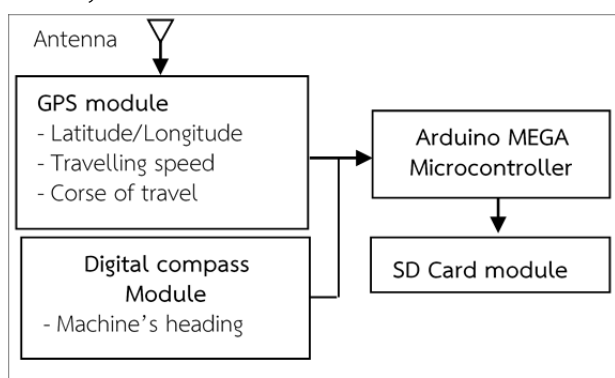 Antenna
GPS module
- Latitude/Longitude
- Travelling speed
- Corse of travel
Arduino MEGA
Microcontroller
Digital compass
Module
- Machine's heading
SD Card module